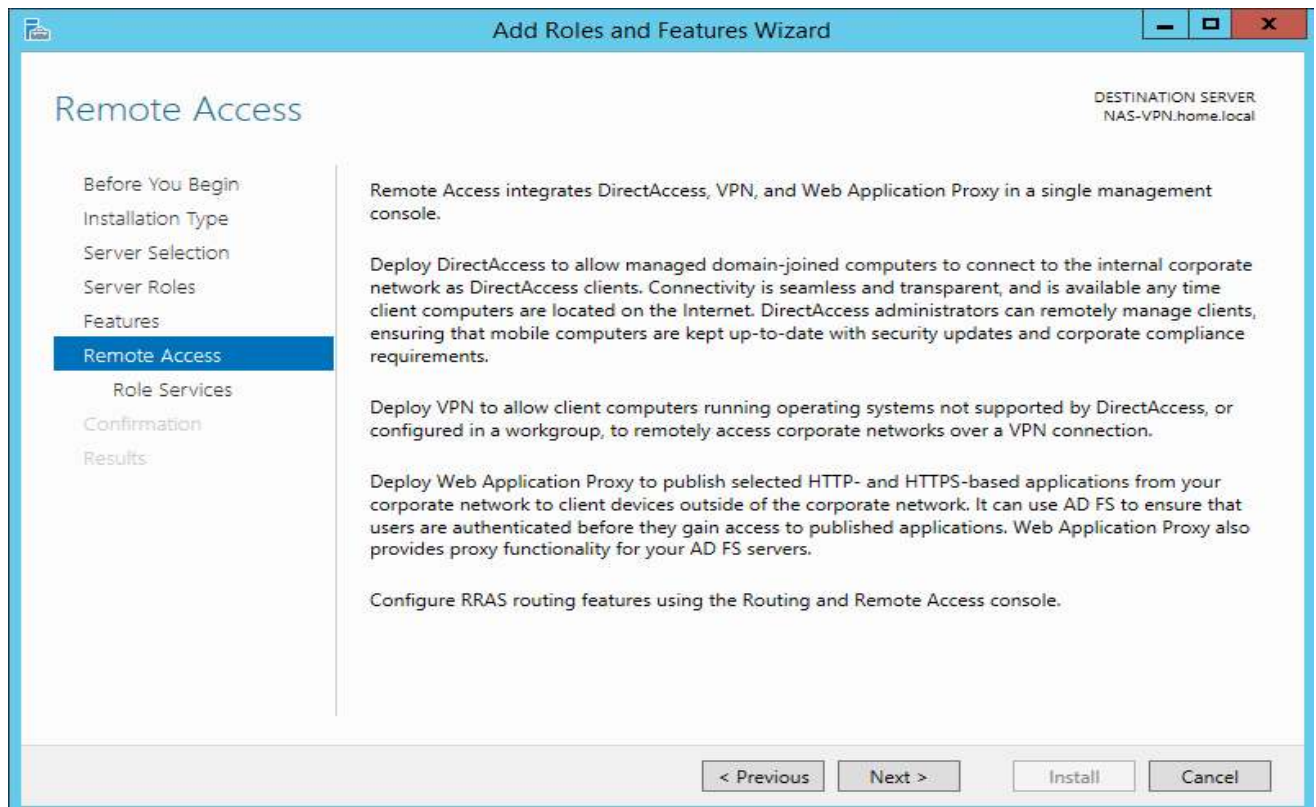 Add Roles and Features Wizard
Remote Access
DESTINATION SERVER
NAS-VPN.home.local
Before You Begin
Installation Type
Server Selection
Server Roles
Features
Remote Access
Role Services
Confirmation
Results
Remote Access integrates DirectAccess, VPN, and Web Application Proxy in a single management
console.
Deploy DirectAccess to allow managed domain-joined computers to connect to the internal corporate
network as DirectAccess clients. Connectivity is seamless and transparent, and is available any time
client computers are located on the Internet. DirectAccess administrators can remotely manage clients,
ensuring that mobile computers are kept up-to-date with security updates and corporate compliance
requirements.
Deploy VPN to allow client computers running operating systems not supported by DirectAccess, or
configured in a workgroup, to remotely access corporate networks over a VPN connection.
Deploy Web Application Proxy to publish selected HTTP- and HTTPS-based applications from your
corporate network to client devices outside of the corporate network. It can use AD FS to ensure that
users are authenticated before they gain access to published applications. Web Application Proxy also
provides proxy functionality for your AD FS servers.
Configure RRAS routing features using the Routing and Remote Access console.
< Previous
Next >
Install
Cancel